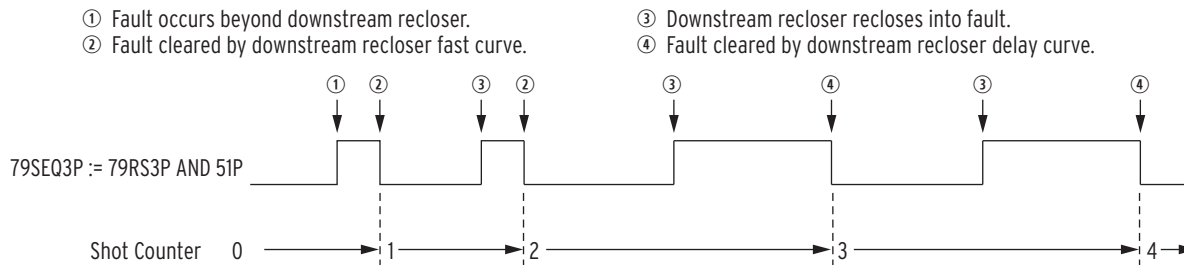 ① Fault occurs beyond downstream recloser.
② Fault cleared by downstream recloser fast curve.
③ Downstream recloser recloses into fault.
④ Fault cleared by downstream recloser delay curve.
① ② ③ ② ③ ④ ③ ④
79SEQ3P := 79RS3P AND 51P
Shot Counter 0 1 2 3 4